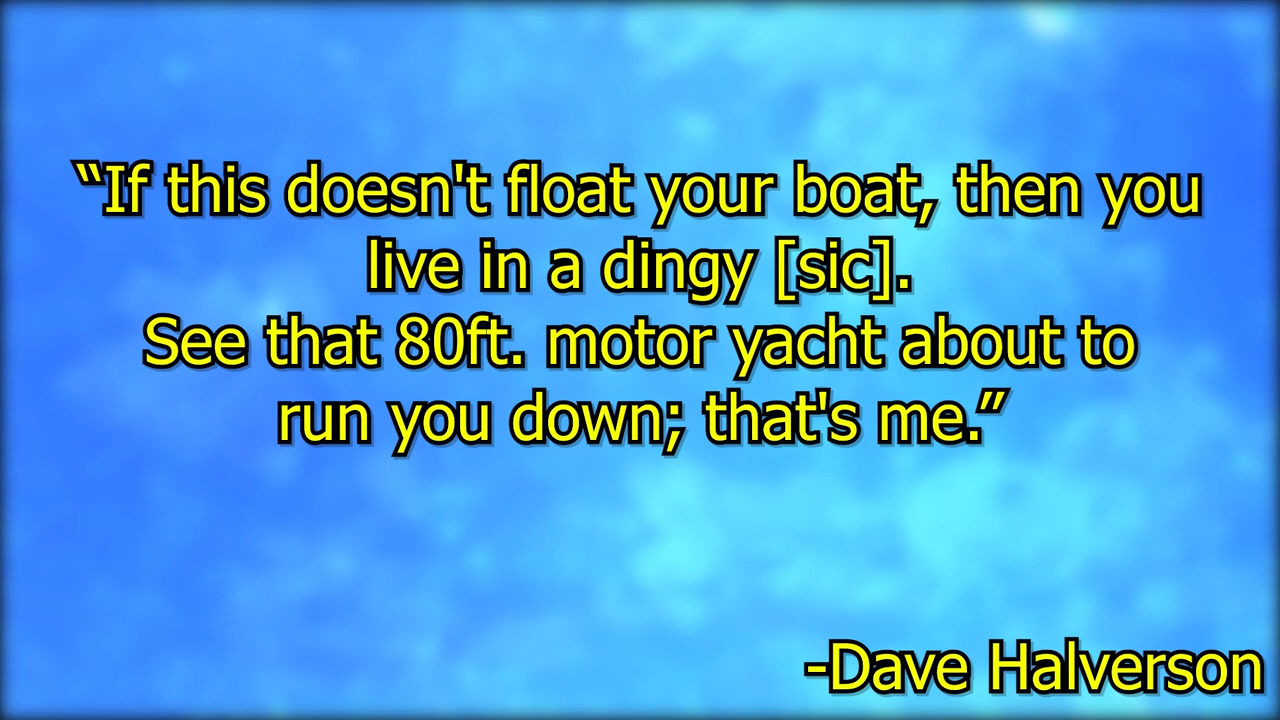 “If this doesn't float your boat, then you
live in a dingy [sic].
See that 80ft. motor yacht about to
run you down; that's me.”
-Dave Halverson